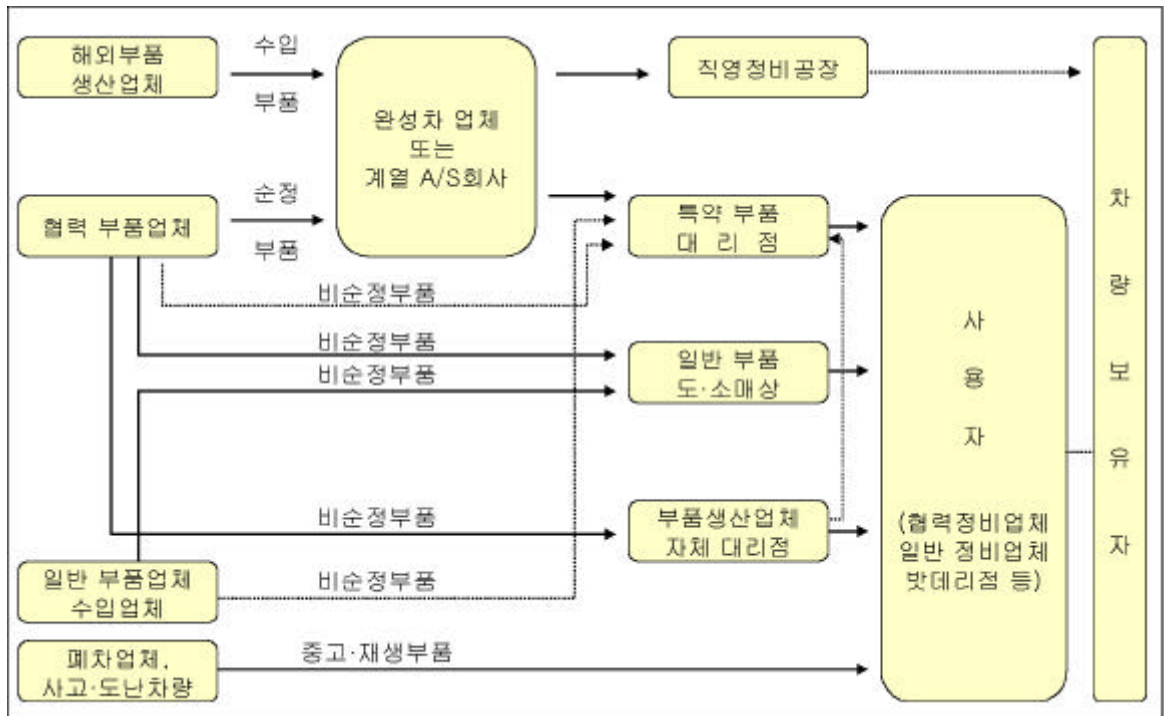 해외부품
생산업체
수입
부품
완성차 업체
또는
계열 A/S회사
직영정비공장
협력 부품업체
순정
부품
특약 부품
대 리 점
비순정부품
비순정부품
비순정부품
일반 부품
도·소매상
비순정부품
부품생산업체
자체 대리점
일반 부품업체
수입업체
비순정부품
폐차업체,
사고·도난차량
중고·재생부품
사
용
자
(협력정비업체
일반 정비업체
밧데리점 등)
차
량
보
유
자